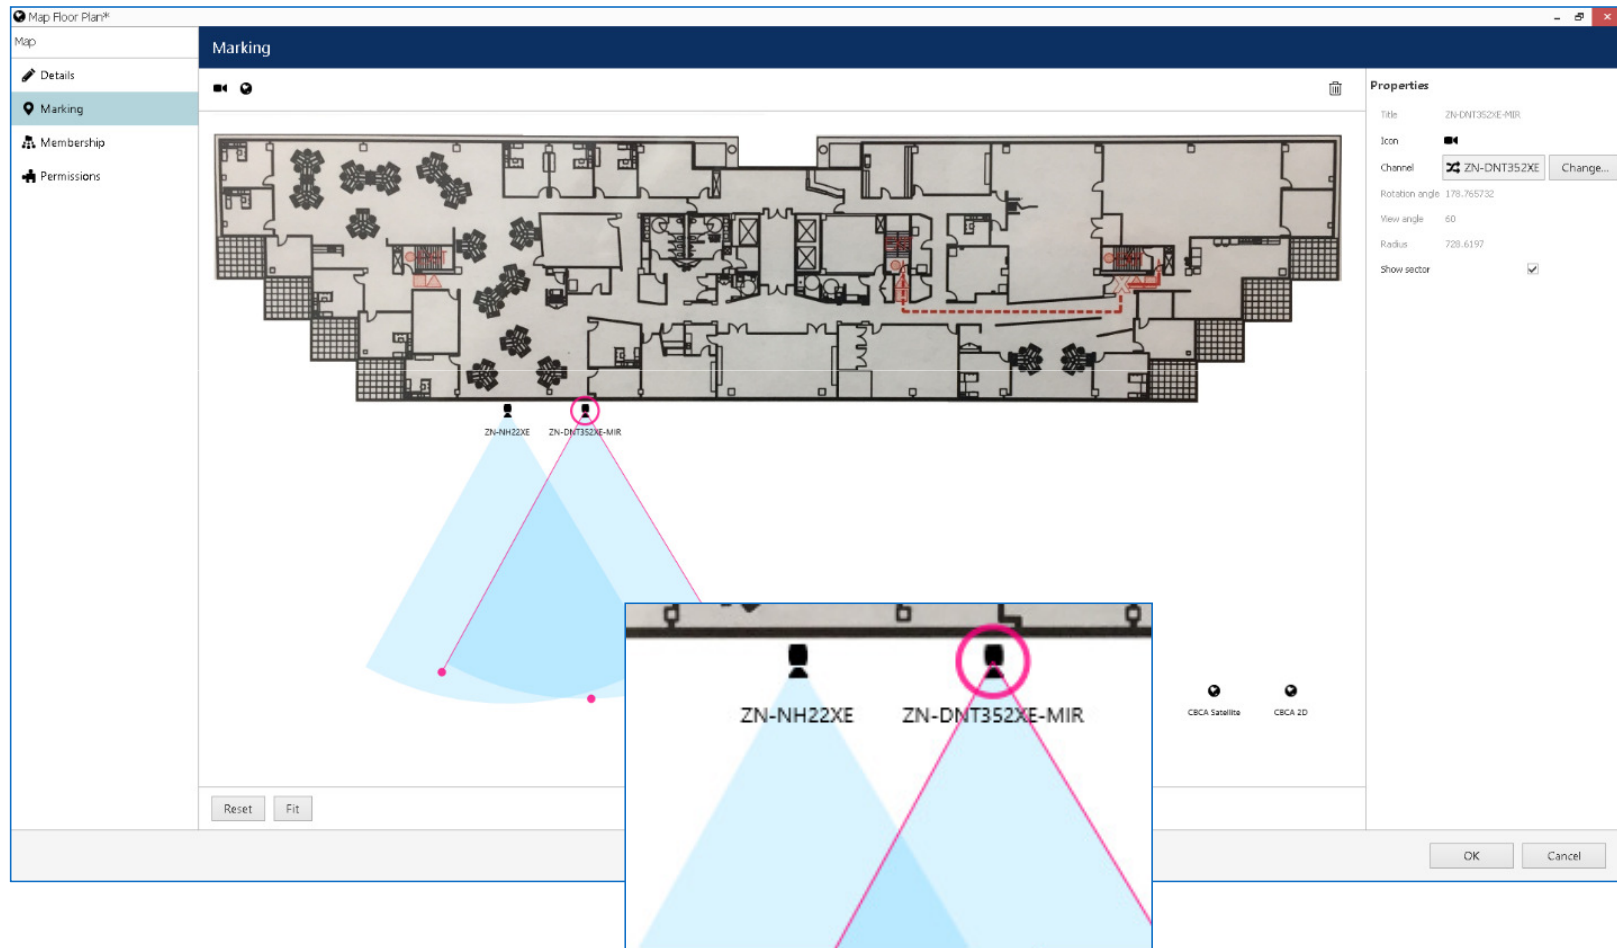 Map Floor Plan*
Map
Details
Marking
Membership
Permissions
Marking
Properties
Title ZN-DNT352XE-MIR
Icon
Channel ZN-DNT352XE Change...
Rotation angle 178.765732
View angle 60
Radius 728.6197
Show sector
ZN-NH22XE ZN-DNT352XE-MIR
ZN-NH22XE ZN-DNT352XE-MIR
CBCA Satellite CBCA 2D
Reset Fit
OK Cancel